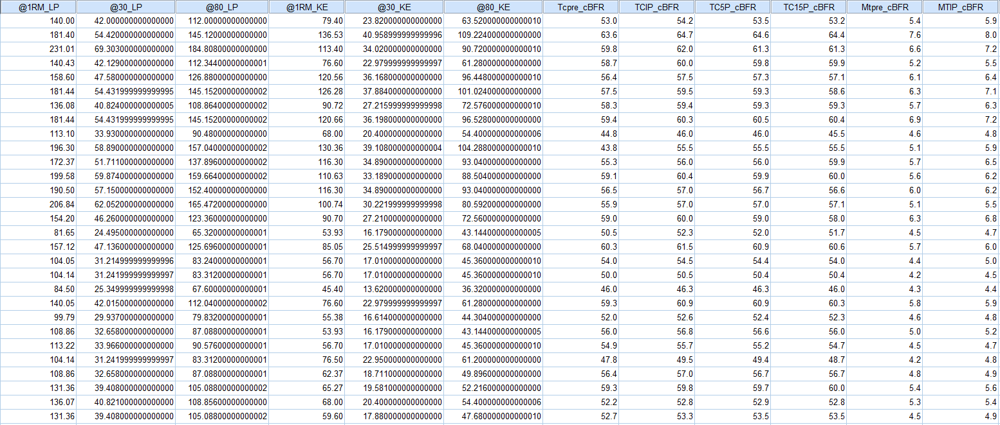 @1RM_LP @30_LP @80_LP @1RM_KE @30_KE @80_KE Tcpre_cBFR TCIP_cBFR TC5P_cBFR TC15P_cBFR Mtpre_cBFR MTIP_cBFR
140.00 42.000000000000000 112.00000000000000 79.40 23.820000000000000 63.520000000000010 53.0 54.2 53.5 53.2 5.4 5.9
181.40 54.420000000000000 145.12000000000000 136.53 40.958999999999996 109.224000000000000 63.6 64.7 64.6 64.4 7.6 8.0
231.01 69.303000000000000 184.80800000000000 113.40 34.020000000000000 90.720000000000010 59.8 62.0 61.3 61.3 6.6 7.2
140.43 42.129000000000000 112.34400000000001 76.60 22.979999999999997 61.280000000000000 58.7 60.0 59.8 59.9 5.2 5.5
158.60 47.580000000000000 126.88000000000000 120.56 36.168000000000000 96.448000000000010 56.4 57.5 57.3 57.1 6.1 6.4
181.44 54.431999999999995 145.15200000000002 126.28 37.884000000000000 101.024000000000000 57.5 59.5 59.3 58.6 6.3 7.1
136.08 40.824000000000005 108.86400000000002 90.72 27.215999999999998 72.576000000000010 58.3 59.4 59.3 59.3 5.7 6.3
181.44 54.431999999999995 145.15200000000002 120.66 36.198000000000000 96.528000000000000 59.4 60.3 60.5 60.4 6.9 7.2
113.10 33.930000000000000 90.48000000000000 68.00 20.400000000000000 54.400000000000006 44.8 46.0 46.0 45.5 4.6 4.8
196.30 58.890000000000000 157.04000000000002 130.36 39.108000000000004 104.288000000000010 43.8 55.5 55.5 55.5 5.1 5.9
172.37 51.711000000000000 137.89600000000002 116.30 34.890000000000000 93.040000000000000 55.3 56.0 56.0 59.9 5.7 6.5
199.58 59.874000000000000 159.66400000000002 110.63 33.189000000000000 88.504000000000000 59.1 60.4 59.9 60.0 5.6 6.2
190.50 57.150000000000000 152.40000000000000 116.30 34.890000000000000 93.040000000000000 56.5 57.0 56.7 56.6 6.0 6.2
206.84 62.052000000000000 165.47200000000000 100.74 30.221999999999998 80.592000000000000 55.9 57.0 57.0 57.1 5.1 5.5
154.20 46.260000000000000 123.36000000000000 90.70 27.210000000000000 72.560000000000000 59.0 60.0 59.0 58.0 6.3 6.8
81.65 24.495000000000000 65.32000000000001 53.93 16.179000000000000 43.144000000000005 50.5 52.3 52.0 51.7 4.5 4.7
157.12 47.136000000000000 125.69600000000001 85.05 25.514999999999997 68.040000000000000 60.3 61.5 60.9 60.6 5.7 6.0
104.05 31.214999999999996 83.24000000000001 56.70 17.010000000000000 45.360000000000010 54.0 54.5 54.4 54.0 4.4 5.0
104.14 31.241999999999997 83.31200000000001 56.70 17.010000000000000 45.360000000000010 50.0 50.5 50.4 50.4 4.2 4.5
84.50 25.349999999999998 67.60000000000001 45.40 13.620000000000000 36.320000000000000 46.0 46.3 46.3 46.0 4.3 4.4
140.05 42.015000000000000 112.04000000000002 76.60 22.979999999999997 61.280000000000000 59.3 60.9 60.9 60.3 5.8 5.9
99.79 29.937000000000000 79.83200000000001 55.38 16.614000000000000 44.304000000000000 52.0 52.6 52.4 52.3 4.6 4.8
108.86 32.658000000000000 87.08800000000001 53.93 16.179000000000000 43.144000000000005 56.0 56.8 56.6 56.0 5.0 5.2
113.22 33.966000000000000 90.57600000000001 56.70 17.010000000000000 45.360000000000010 54.9 55.7 55.2 54.7 4.5 4.7
104.14 31.241999999999997 83.31200000000001 76.50 22.950000000000000 61.200000000000000 47.8 49.5 49.4 48.7 4.2 4.8
108.86 32.658000000000000 87.08800000000001 62.37 18.711000000000000 49.896000000000000 56.4 57.0 56.7 56.7 4.8 4.9
131.36 39.408000000000000 105.08800000000002 65.27 19.581000000000000 52.216000000000000 59.3 59.8 59.7 60.0 5.4 5.6
136.07 40.821000000000000 108.85600000000000 68.00 20.400000000000000 54.400000000000006 52.2 52.8 52.9 52.8 5.3 5.4
131.36 39.408000000000000 105.08800000000002 59.60 17.880000000000000 47.680000000000010 52.7 53.3 53.5 53.5 4.5 4.9